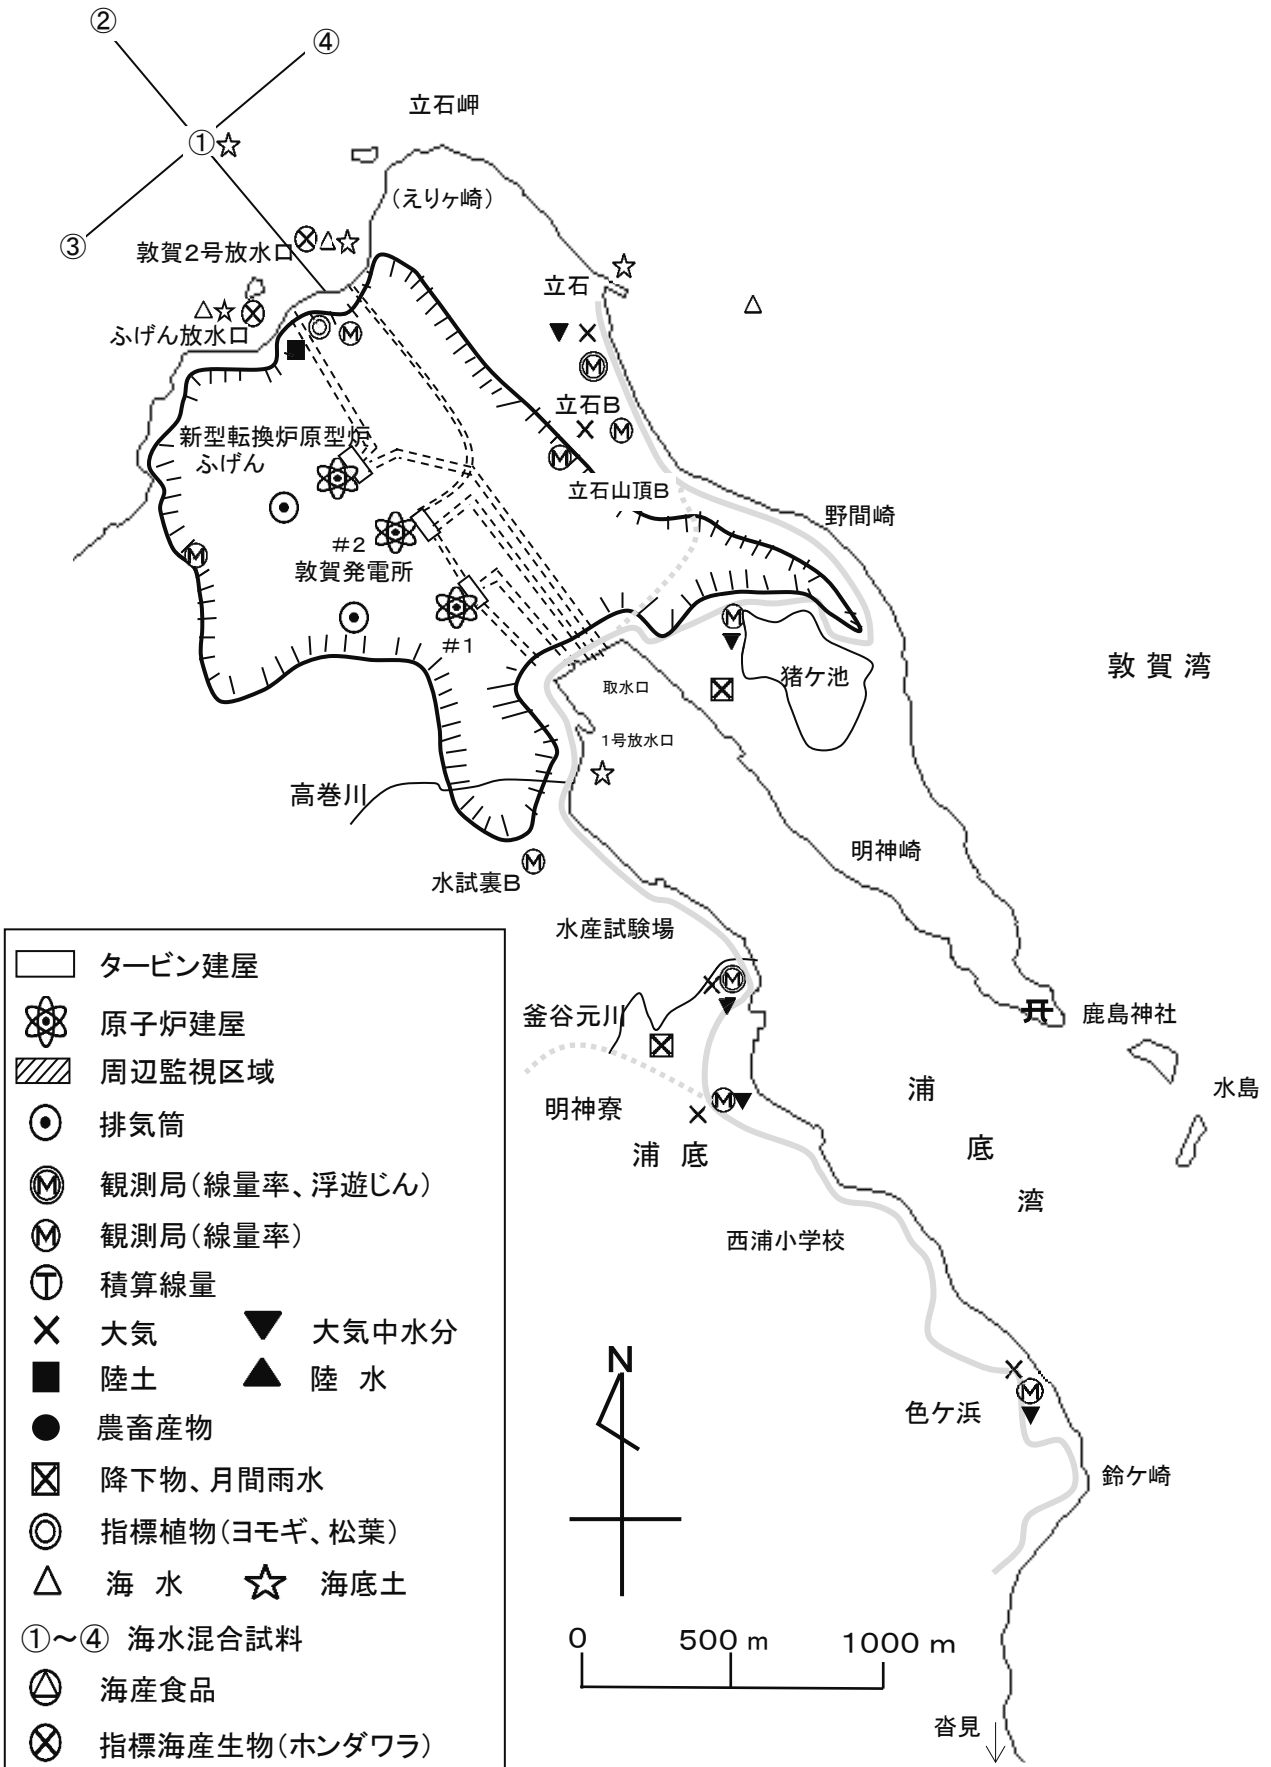 ②
④
立石岬
①
(えりヶ崎)
③
敦賀2号放水口
立石
ふげん放水口
M
M
立石B
新型転換炉原型炉
ふげん
M
M
立石山頂B
野間崎
#2
敦賀発電所
M
#1
M
敦賀湾
取水口
猪ケ池
1号放水口
高巻川
明神崎
M
水試裏B
水産試験場
M
釜谷元川
鹿島神社
水島
明神寮
M
浦底
浦底湾
西浦小学校
N
M
色ケ浜
鈴ケ崎
0 500m 1000m
沓見
タービン建屋
原子炉建屋
周辺監視区域
排気筒
M 観測局(線量率、浮遊じん)
M 観測局(線量率)
T 積算線量
大気 大気中水分
陸土 陸 水
農畜産物
降下物、月間雨水
指標植物(ヨモギ、松葉)
海 水 海底土
①~④ 海水混合試料
海産食品
指標海産生物(ホンダワラ)